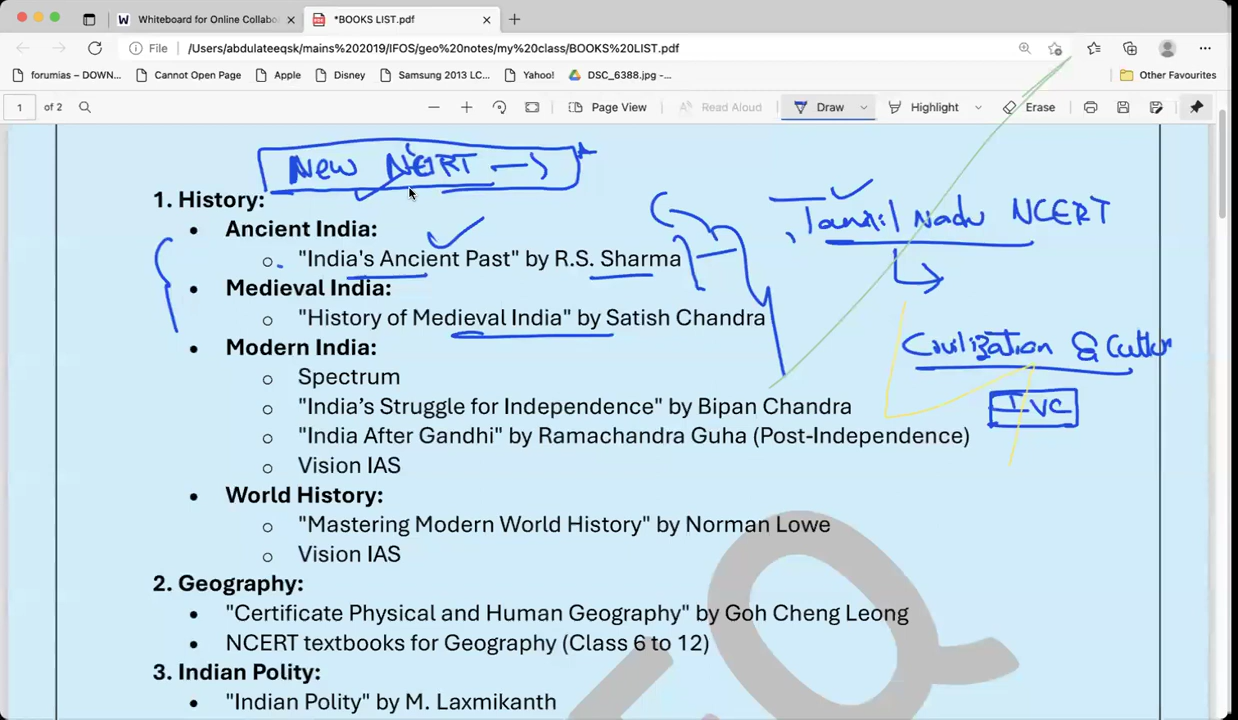 Whiteboard for Online Collabo
*BOOKS LIST.pdf
File /Users/abdulateeqsk/mains%202019/IFOS/geo%20notes/my%20class/BOOKS%20LIST.pdf
forumias — DOWN... Cannot Open Page Apple Disney Samsung 2013 LC... Yahoo! DSC_6388.jpg -... Other Favourites
1 of 2 Page View Read Aloud Draw Highlight Erase
New NCERT
1. History:
Tamil Nadu NCERT
• Ancient India:
o "India's Ancient Past" by R.S. Sharma
• Medieval India:
o "History of Medieval India" by Satish Chandra
• Modern India:
Civilization &
o Spectrum
o "India's Struggle for Independence" by Bipan Chandra
IVC
o "India After Gandhi" by Ramachandra Guha (Post-Independence)
o Vision IAS
• World History:
o "Mastering Modern World History" by Norman Lowe
o Vision IAS
2. Geography:
• "Certificate Physical and Human Geography" by Goh Cheng Leong
• NCERT textbooks for Geography (Class 6 to 12)
3. Indian Polity:
• "Indian Polity" by M. Laxmikanth